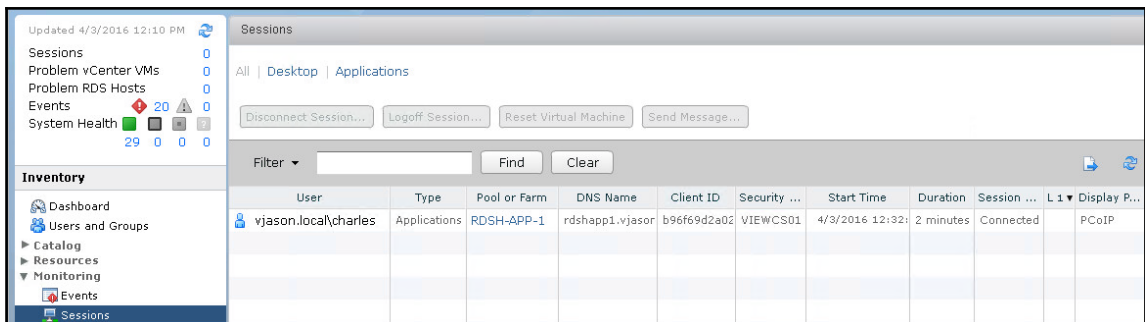 Updated 4/3/2016 12:10 PM
Sessions 0
Problem vCenter VMs 0
Problem RDS Hosts 0
Events 20 0
System Health ?
29 0 0 0
Inventory
Dashboard
Users and Groups
Catalog
Resources
Monitoring
Events
Sessions
Sessions
All | Desktop | Applications
Disconnect Session... Logoff Session... Reset Virtual Machine Send Message...
Filter Find Clear
User Type Pool or Farm DNS Name Client ID Security ... Start Time Duration Session ... L 1 Display P...
vjason.local\charles Applications RDSH-APP-1 rdshapp1.vjasor b96f69d2a02 VIEWCS01 4/3/2016 12:32: 2 minutes Connected PCoIP